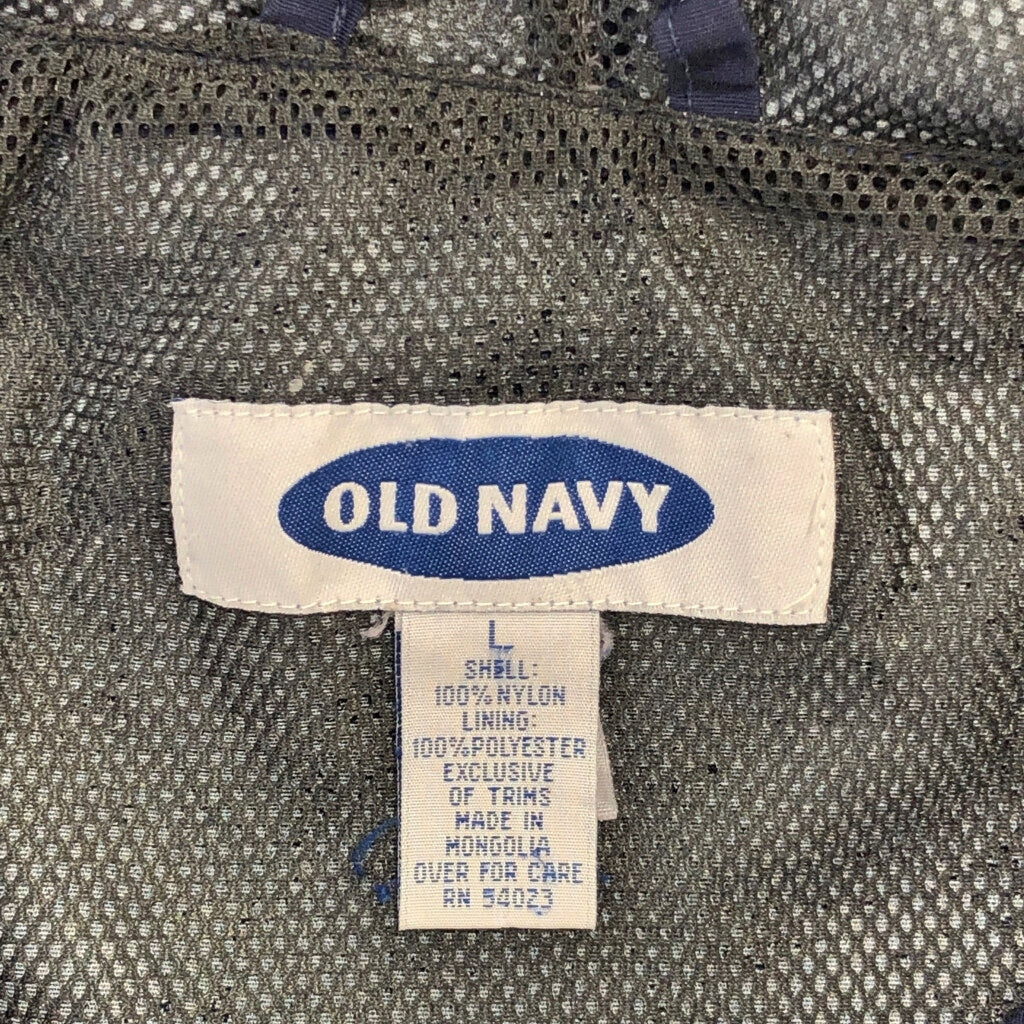 OLD NAVY
L
SHELL:
100% NYLON
LINING:
100% POLYESTER
EXCLUSIVE
OF TRIMS
MADE IN
MONGOLIA
OVER FOR CARE
RN 54023